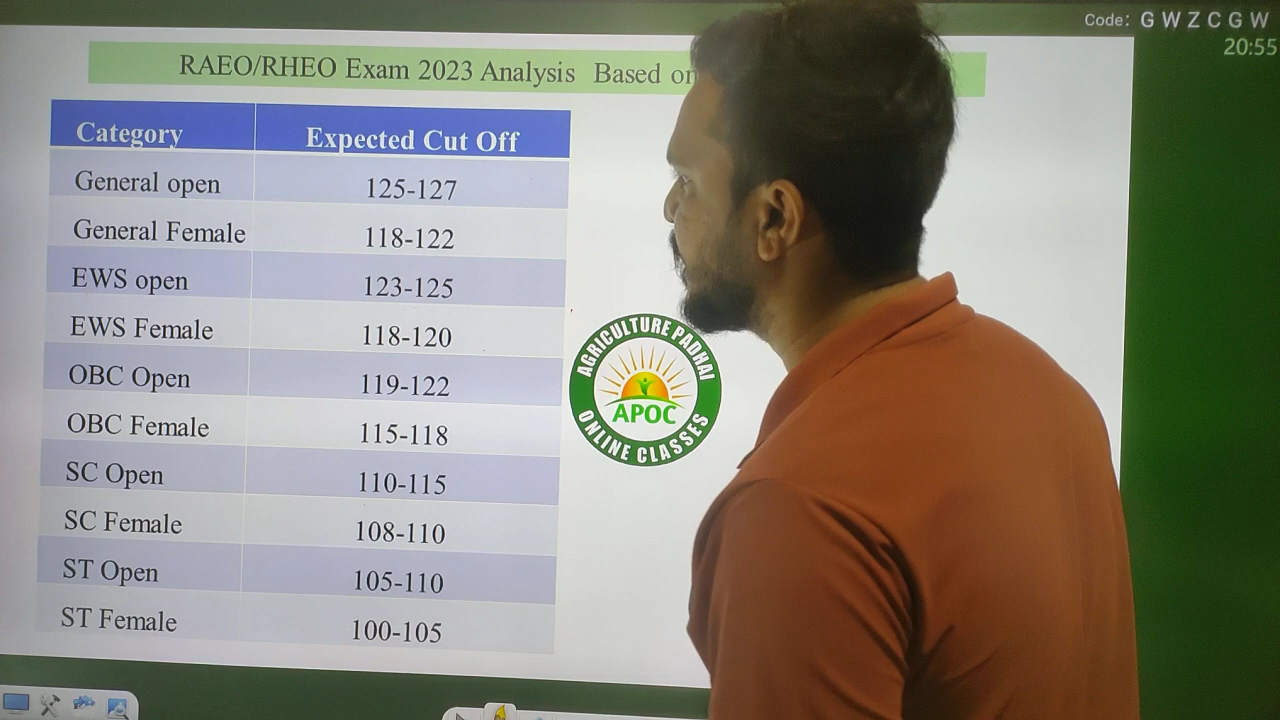 Code: GWZCGW
20:55
RAEO/RHEO Exam 2023 Analysis Based on
Category Expected Cut Off
General open 125-127
General Female 118-122
EWS open 123-125
EWS Female 118-120
OBC Open 119-122
OBC Female 115-118
SC Open 110-115
SC Female 108-110
ST Open 105-110
ST Female 100-105
AGRICULTURE PADHAI
APOC
ONLINE CLASSES